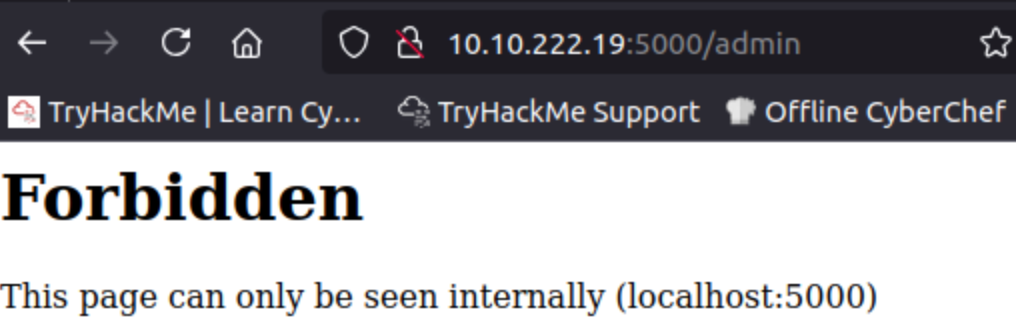 10.10.222.19:5000/admin
TryHackMe | Learn Cy… TryHackMe Support Offline CyberChef
Forbidden
This page can only be seen internally (localhost:5000)